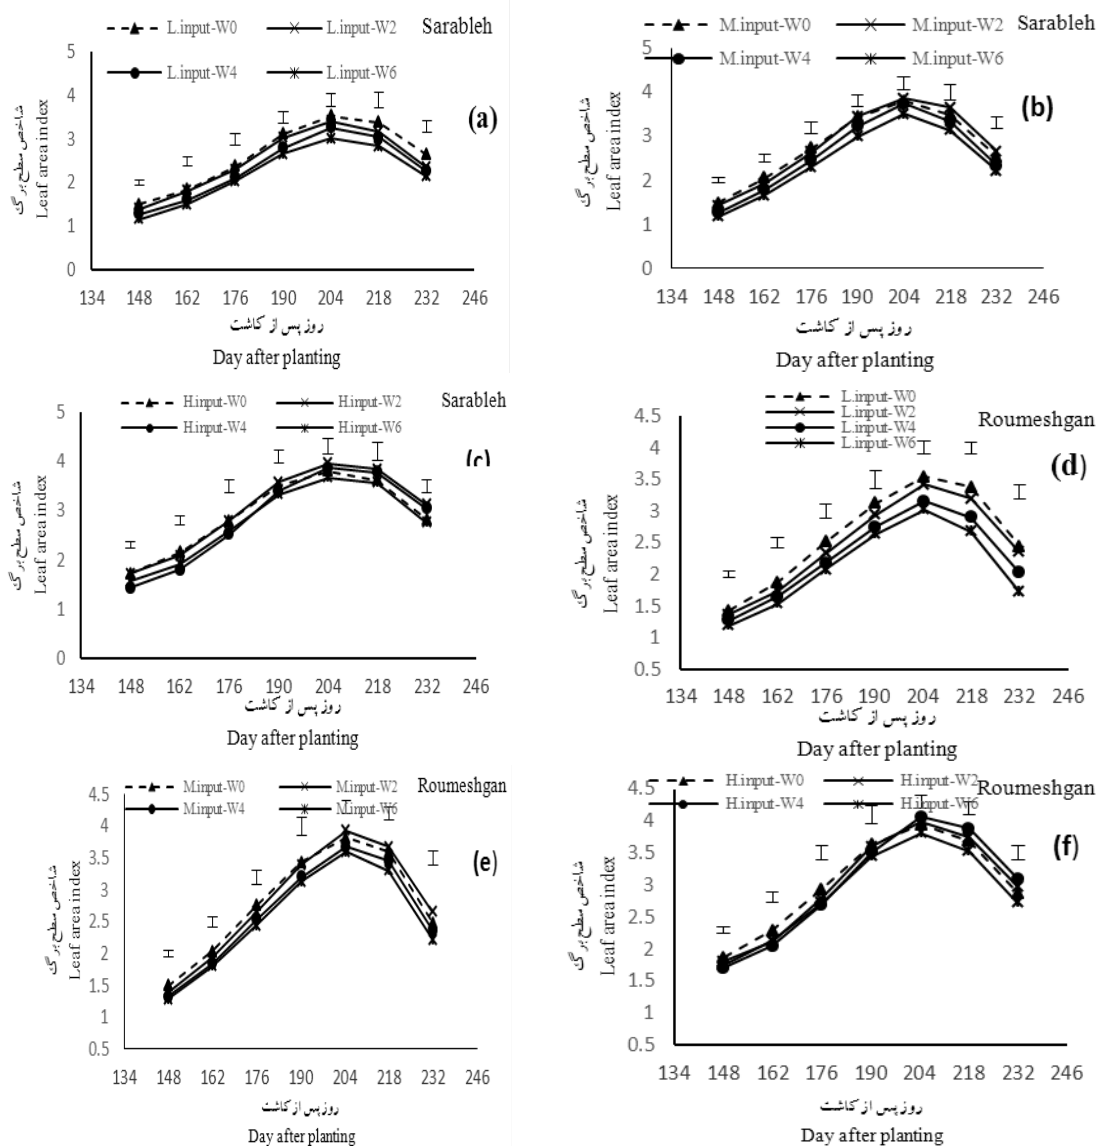 L.input-W0 L.input-W2 Sarableh
L.input-W4 L.input-W6
(a)
5
4
3
2
1
0
شاخص سطح برگ
Leaf area index
134 148 162 176 190 204 218 232 246
روز پس از کاشت
Day after planting
M.input-W0 M.input-W2 Sarableh
M.input-W4 M.input-W6
(b)
5
4
3
2
1
0
شاخص سطح برگ
Leaf area index
134 148 162 176 190 204 218 232 246
روز پس از کاشت
Day after planting
H.input-W0 H.input-W2 Sarableh
H.input-W4 H.input-W6
(c
5
4
3
2
1
0
شاخص سطح برگ
Leaf area index
134 148 162 176 190 204 218 232 246
روز پس از کاشت
Day after planting
L.input-W0
L.input-W2
L.input-W4
L.input-W6
Roumeshgan
(d)
4.5
4
3.5
3
2.5
2
1.5
1
0.5
شاخص سطح برگ
Leaf area index
134 148 162 176 190 204 218 232 246
روز پس از کاشت
Day after planting
M.input-W0 M.input-W2 Roumeshgan
M.input-W4 M.input-W6
(e)
4.5
4
3.5
3
2.5
2
1.5
1
0.5
شاخص سطح برگ
Leaf area index
134 148 162 176 190 204 218 232 246
روز پس از کاشت
Day after planting
H.input-W0 H.input-W2 Roumeshgan
H.input-W4 H.input-W6
(f)
4.5
4
3.5
3
2.5
2
1.5
1
0.5
شاخص سطح برگ
Leaf area index
134 148 162 176 190 204 218 232 246
روز پس از کاشت
Day after planting